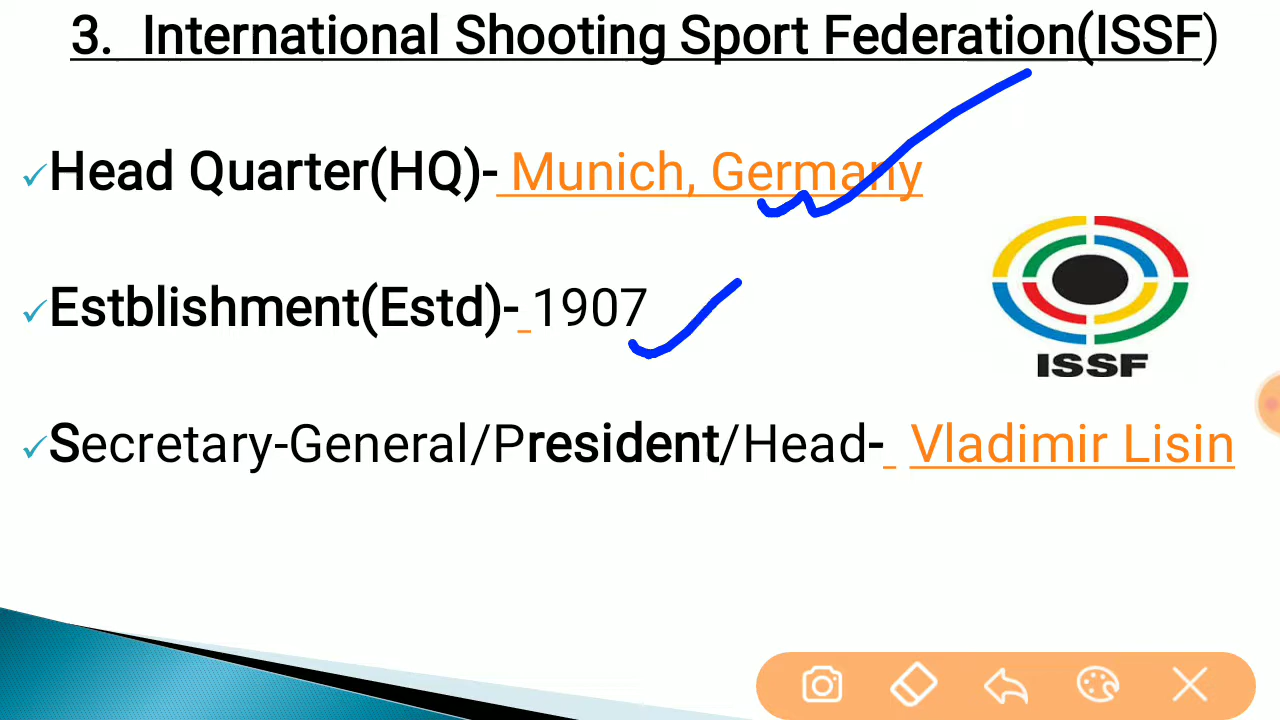 3. International Shooting Sport Federation(ISSF)
Head Quarter(HQ)- Munich, Germany
Estblishment(Estd)- 1907
ISSF
Secretary-General/President/Head- Vladimir Lisin